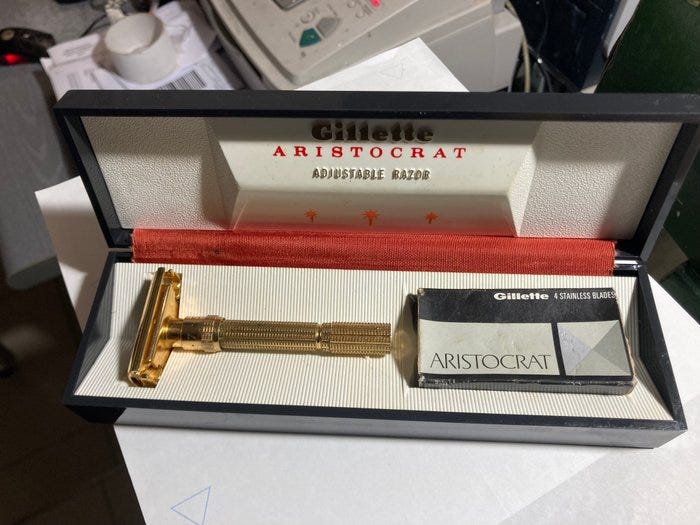 Gillette
ARISTOCRAT
ADJUSTABLE RAZOR
Gillette 4 STAINLESS BLADES
ARISTOCRAT